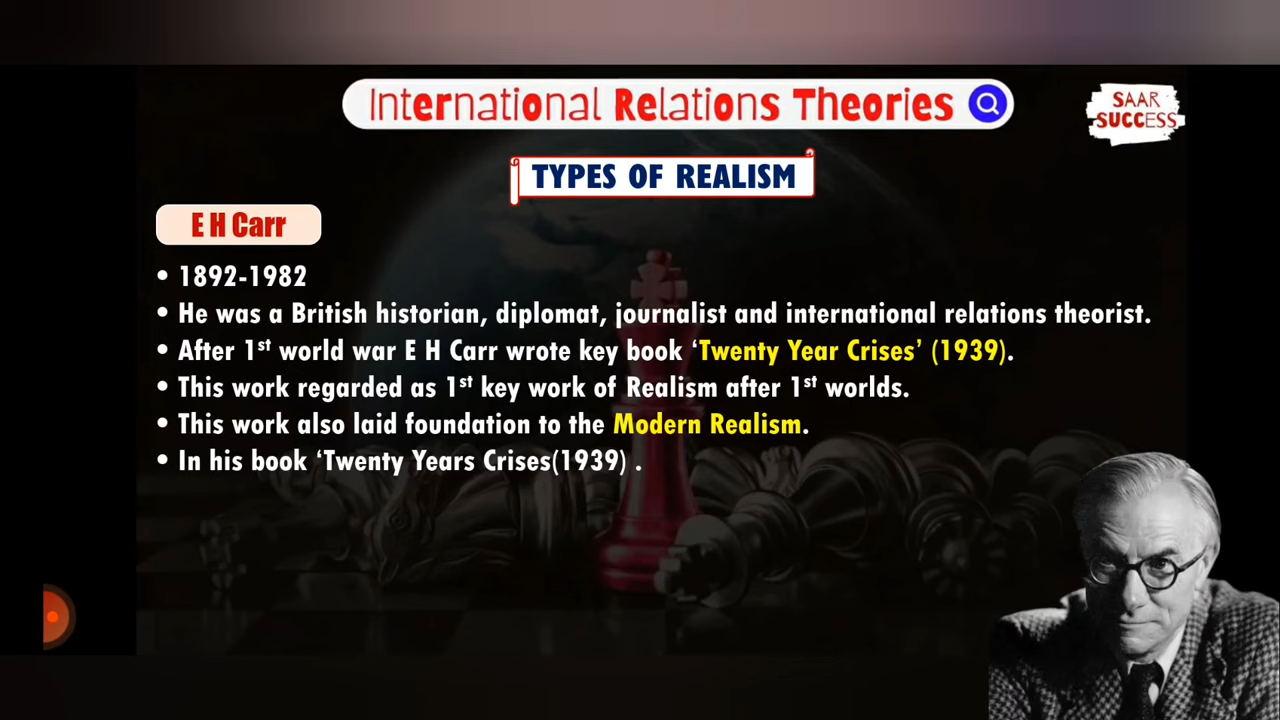 International Relations Theories
SAAR
SUCCESS
TYPES OF REALISM
E H Carr
• 1892-1982
• He was a British historian, diplomat, journalist and international relations theorist.
• After 1st world war E H Carr wrote key book ‘Twenty Year Crises’ (1939).
• This work regarded as 1st key work of Realism after 1st worlds.
• This work also laid foundation to the Modern Realism.
• In his book ‘Twenty Years Crises(1939) .